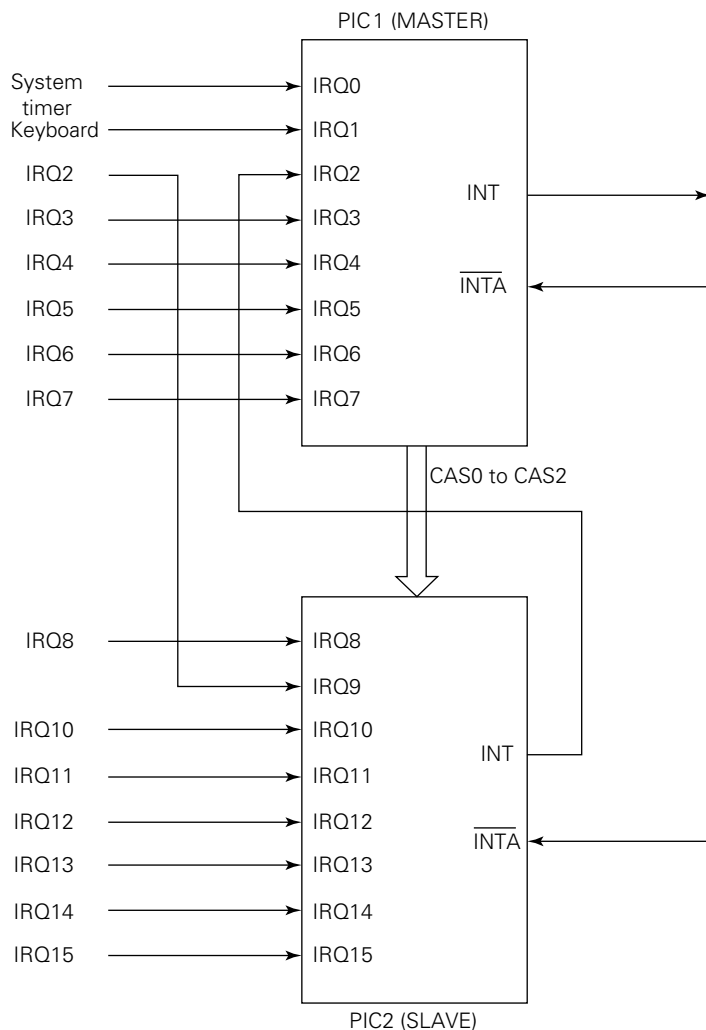 PIC1 (MASTER)
System
timer
Keyboard
IRQ2
IRQ3
IRQ4
IRQ5
IRQ6
IRQ7
IRQ0
IRQ1
IRQ2
IRQ3
IRQ4
IRQ5
IRQ6
IRQ7
INT
INTA
CAS0 to CAS2
IRQ8
IRQ10
IRQ11
IRQ12
IRQ13
IRQ14
IRQ15
IRQ8
IRQ9
IRQ10
IRQ11
IRQ12
IRQ13
IRQ14
IRQ15
INT
INTA
PIC2 (SLAVE)